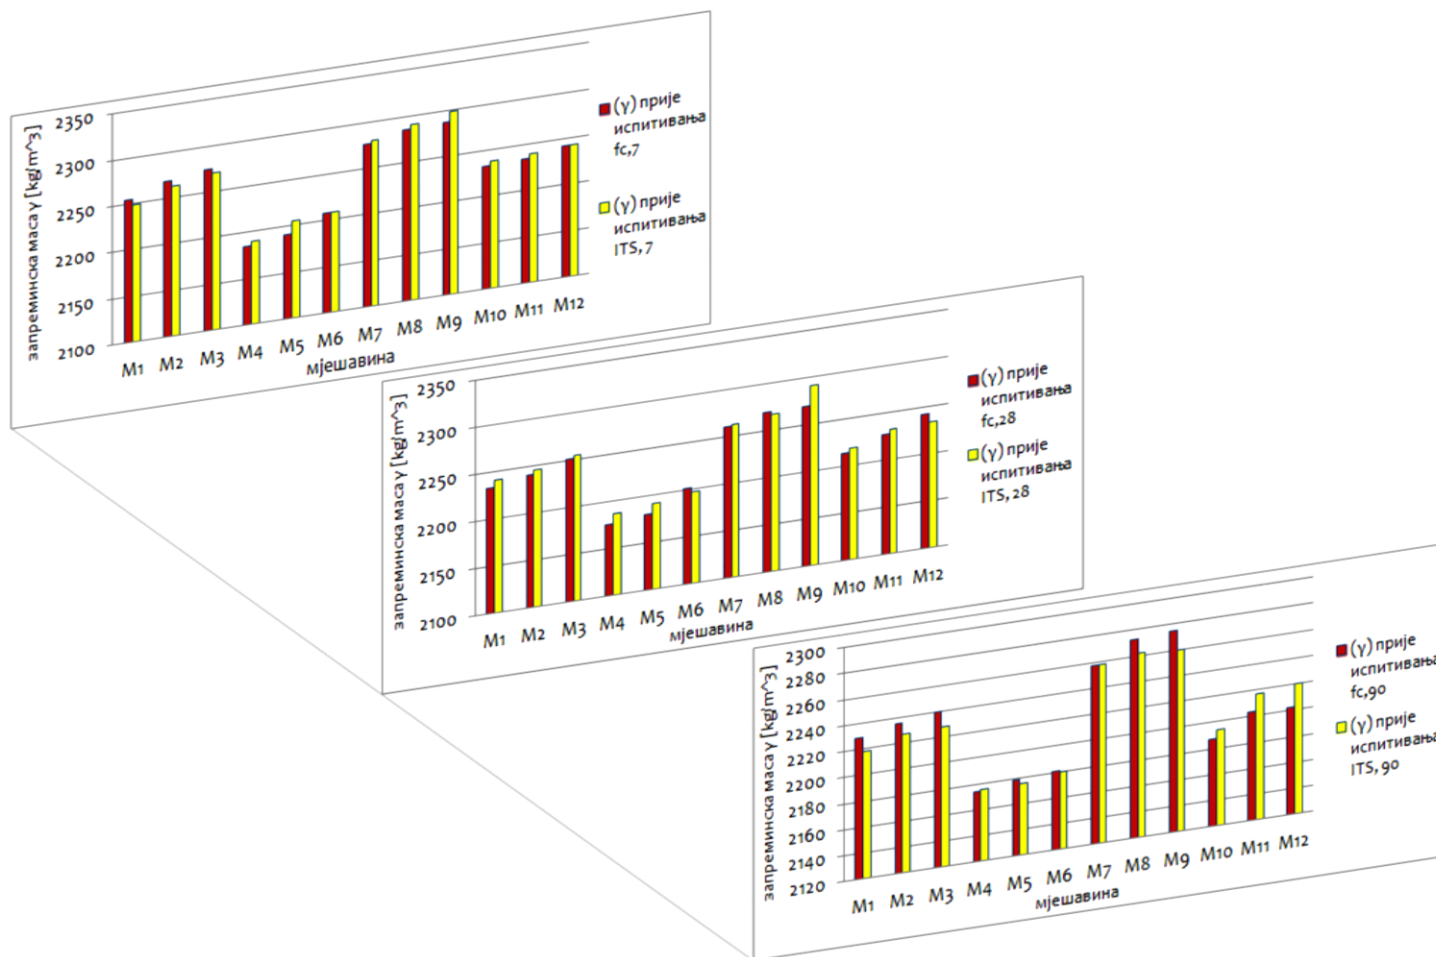 запреминска маса γ [kg/m^3]
2350
2300
2250
2200
2150
2100
M1 M2 M3 M4 M5 M6 M7 M8 M9 M10 M11 M12
мјешавина
(γ) прије
испитивања
fc,7
(γ) прије
испитивања
ITS, 7
запреминска маса γ [kg/m^3]
2350
2300
2250
2200
2150
2100
M1 M2 M3 M4 M5 M6 M7 M8 M9 M10 M11 M12
мјешавина
(γ) прије
испитивања
fc,28
(γ) прије
испитивања
ITS, 28
запреминска маса γ [kg/m^3]
2300
2280
2260
2240
2220
2200
2180
2160
2140
2120
M1 M2 M3 M4 M5 M6 M7 M8 M9 M10 M11 M12
мјешавина
(γ) прије
испитивања
fc,90
(γ) прије
испитивања
ITS, 90